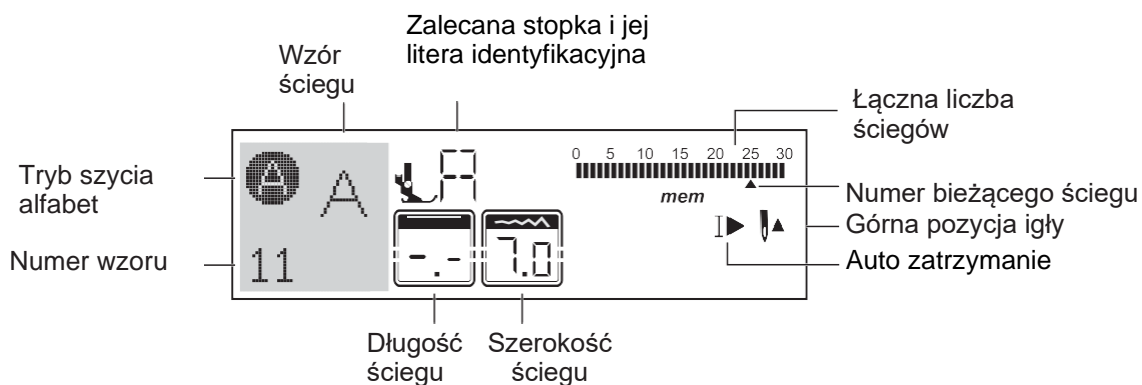 Zalecana stopka i jej
litera identyfikacyjna
Wzór
ściegu
Łączna liczba
ściegów
Tryb szycia
alfabet
A
A
A
0 5 10 15 20 25 30
mem
Numer bieżącego ściegu
Górna pozycja igły
Auto zatrzymanie
Numer wzoru
11
-.-
7.0
Długość
ściegu
Szerokość
ściegu